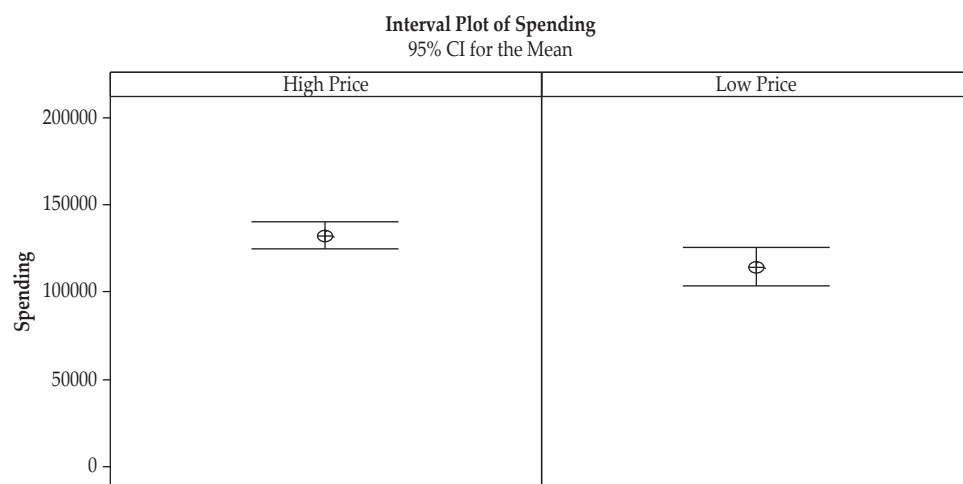 Interval Plot of Spending
95% CI for the Mean
High Price
Low Price
200000
150000
100000
50000
0
Spending